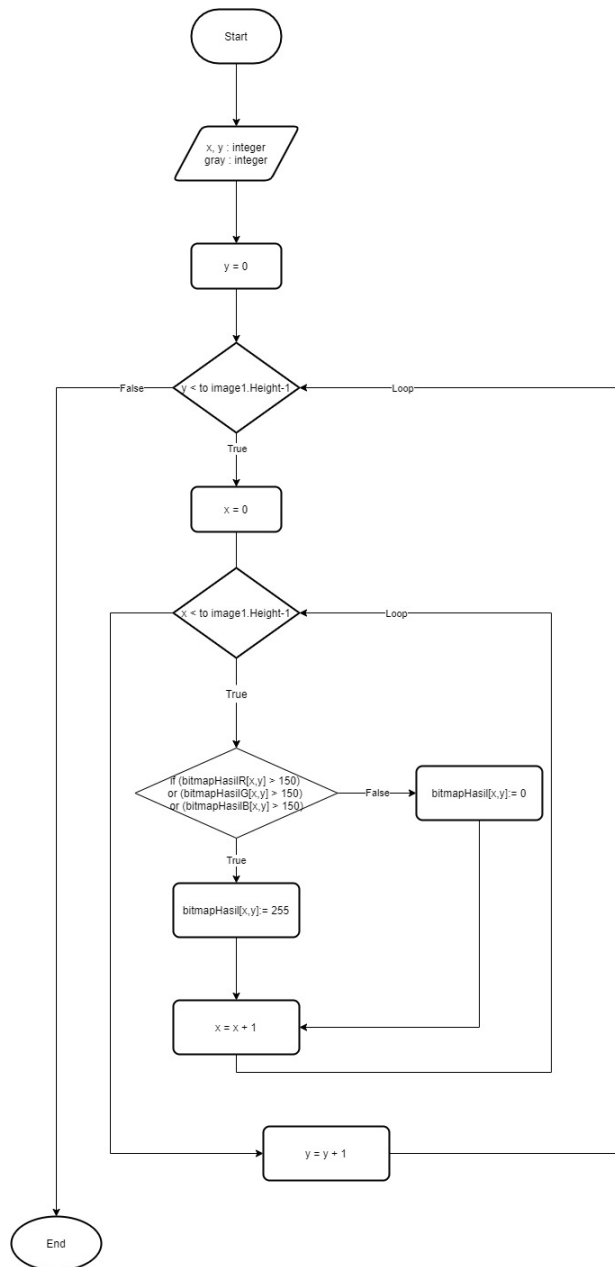 Start
x, y : integer
gray : integer
y = 0
y < to image1.Height-1
False
Loop
True
x = 0
x < to image1.Height-1
Loop
True
if (bitmapHasilR[x,y] > 150)
or (bitmapHasilG[x,y] > 150)
or (bitmapHasilB[x,y] > 150)
False
bitmapHasil[x,y]:= 0
True
bitmapHasil[x,y]:= 255
x = x + 1
y = y + 1
End